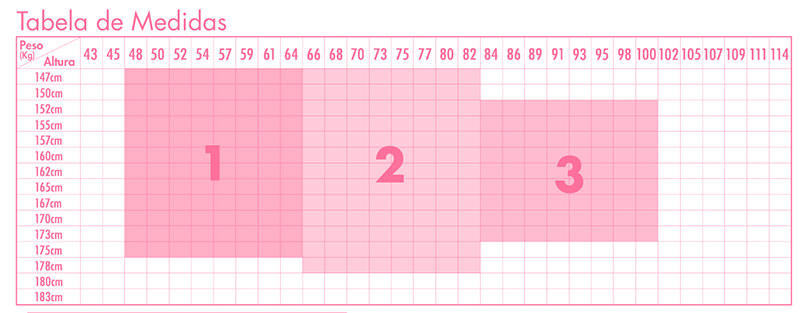 Tabela de Medidas
Peso (Kg) Altura 43 45 48 50 52 54 57 59 61 64 66 68 70 73 75 77 80 82 84 86 89 91 93 95 98 100 102 105 107 109 111 114
147cm
150cm
152cm
155cm
157cm
160cm
1 2 3
162cm
165cm
167cm
170cm
173cm
175cm
178cm
180cm
183cm